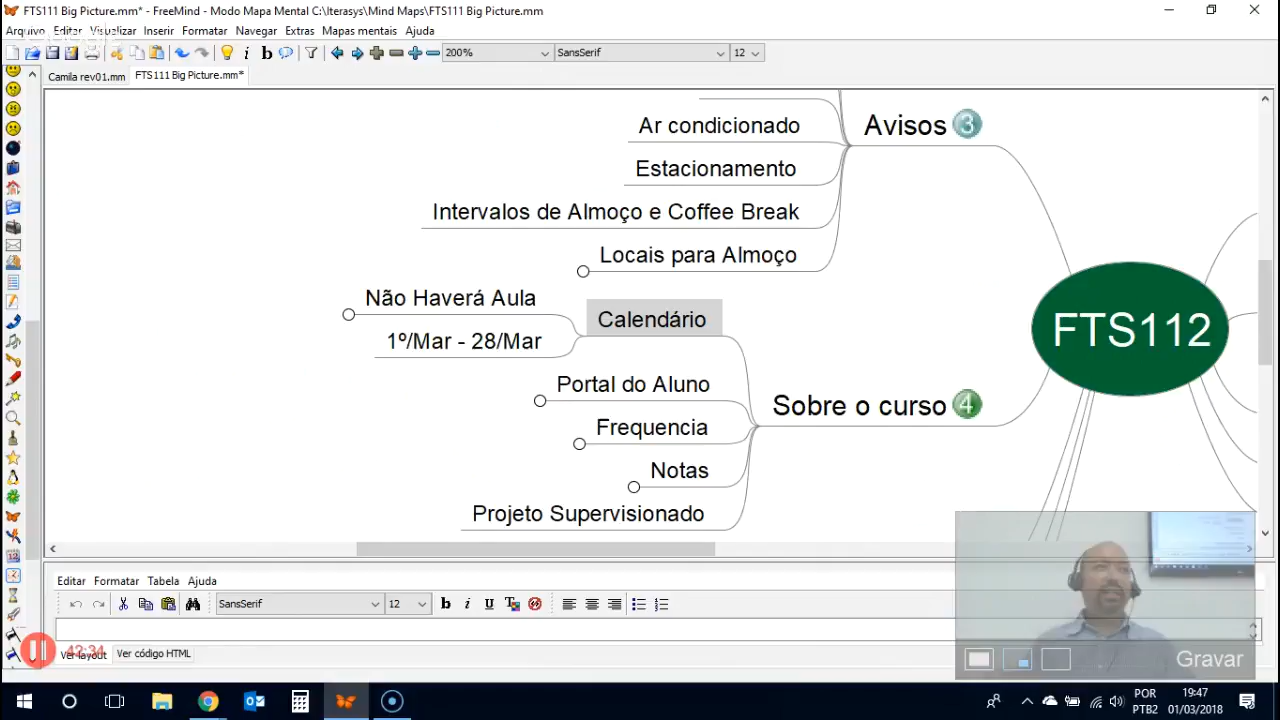 FTS111 Big Picture.mm* - FreeMind - Modo Mapa Mental C:\Iterasys\Mind Maps\FTS111 Big Picture.mm
Arquivo Editar Visualizar Inserir Formatar Navegar Extras Mapas mentais Ajuda
200% SansSerif 12
Camila rev01.mm FTS111 Big Picture.mm*
Avisos 3
Ar condicionado
Estacionamento
Intervalos de Almoço e Coffee Break
Locais para Almoço
Não Haverá Aula
Calendário
1º/Mar - 28/Mar
FTS112
Portal do Aluno
Sobre o curso 4
Frequencia
Notas
Projeto Supervisionado
Editar Formatar Tabela Ajuda
SansSerif 12
42:34
Ver layout Ver código HTML
Gravar
POR 19:47
PTB2 01/03/2018